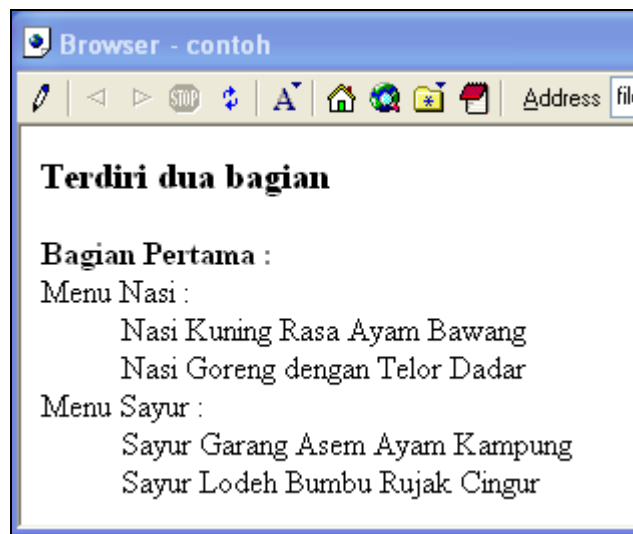 Browser - contoh
STOP A Address
Terdiri dua bagian
Bagian Pertama :
Menu Nasi :
Nasi Kuning Rasa Ayam Bawang
Nasi Goreng dengan Telor Dadar
Menu Sayur :
Sayur Garang Asem Ayam Kampung
Sayur Lodeh Bumbu Rujak Cingur